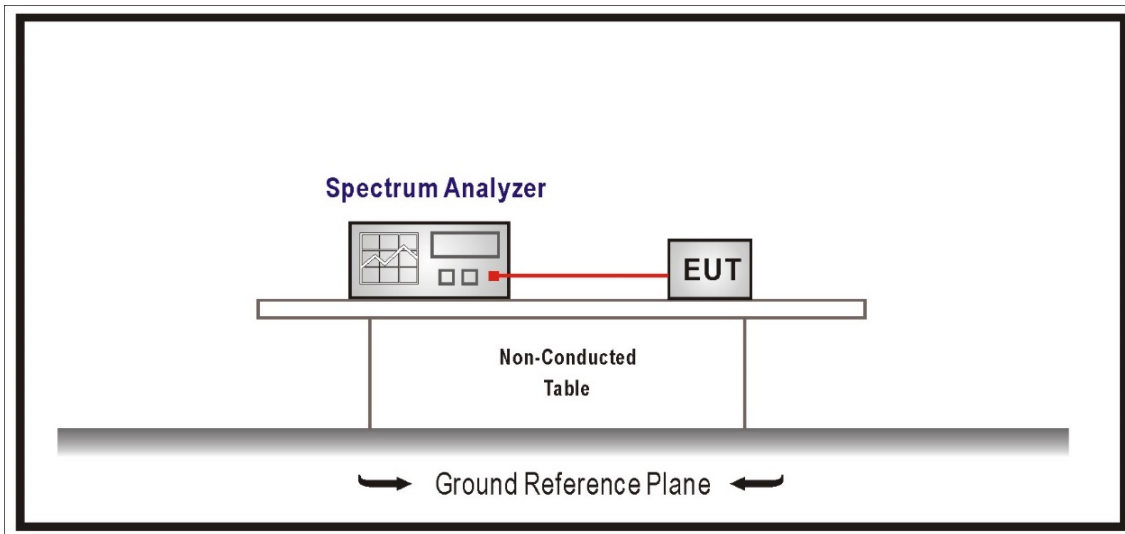 Spectrum Analyzer
EUT
Non-Conducted
Table
Ground Reference Plane